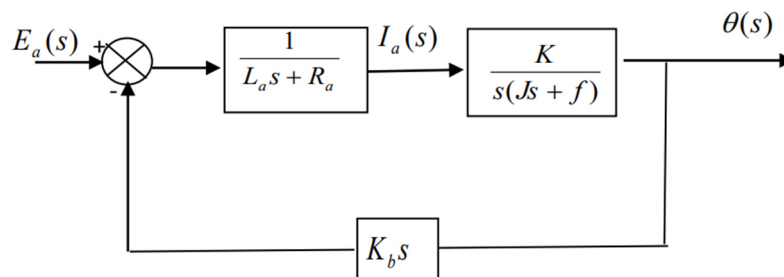 E_a(s)
+
-
1
L_a s + R_a
I_a(s)
K
s(Js + f)
θ(s)
K_b s